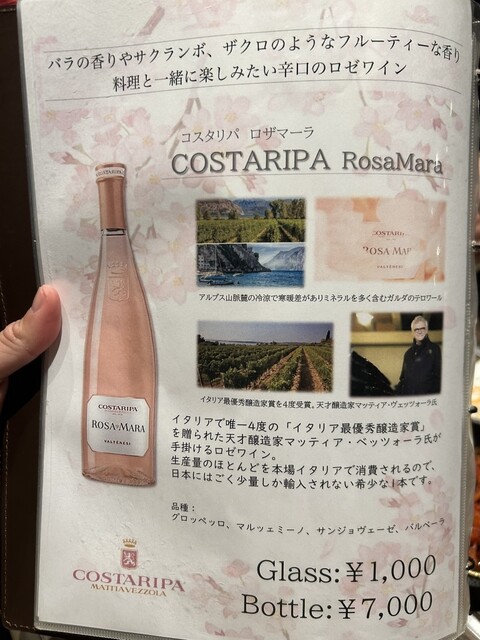 バラの香りやサクランボ、ザクロのようなフルーティーな香り
料理と一緒に楽しみたい辛口のロゼワイン
コスタリパ ロザマーラ
COSTARIPA RosaMara
COSTARIPA
ROSA MAR
VALTÈNESI
アルプス山脈麓の冷涼で寒暖差がありミネラルを多く含むガルダのテロワール
イタリア最優秀醸造家賞を4度受賞。天才醸造家マッティア・ヴェッツォーラ氏
COSTARIPA
ROSAMARA
VALTÈNESI
イタリアで唯一4度の「イタリア最優秀醸造家賞」
を贈られた天才醸造家マッティア・ベッツォーラ氏が
手掛けるロゼワイン。
生産量のほとんどを本場イタリアで消費されるので、
日本にはごく少量しか輸入されない希少な1本です。
品種：
グロッペッロ、マルツェミーノ、サンジョヴェーゼ、バルベーラ
COSTARIPA
MATTIA VEZZOLA
Glass:￥1,000
Bottle:￥7,000